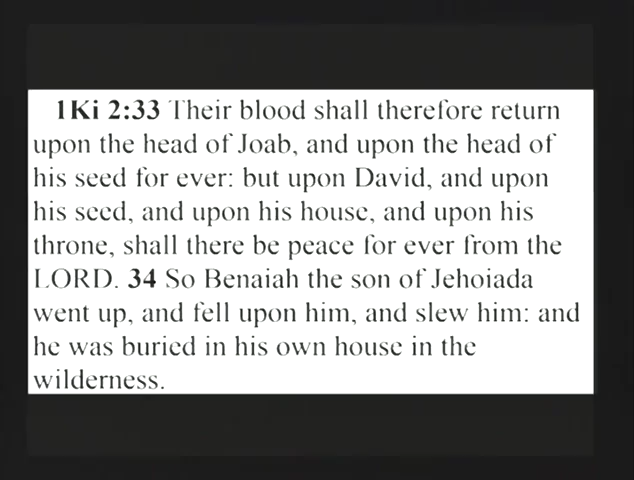 1Ki 2:33 Their blood shall therefore return
upon the head of Joab, and upon the head of
his seed for ever: but upon David, and upon
his seed, and upon his house, and upon his
throne, shall there be peace for ever from the
LORD. 34 So Benaiah the son of Jehoiada
went up, and fell upon him, and slew him: and
he was buried in his own house in the
wilderness.